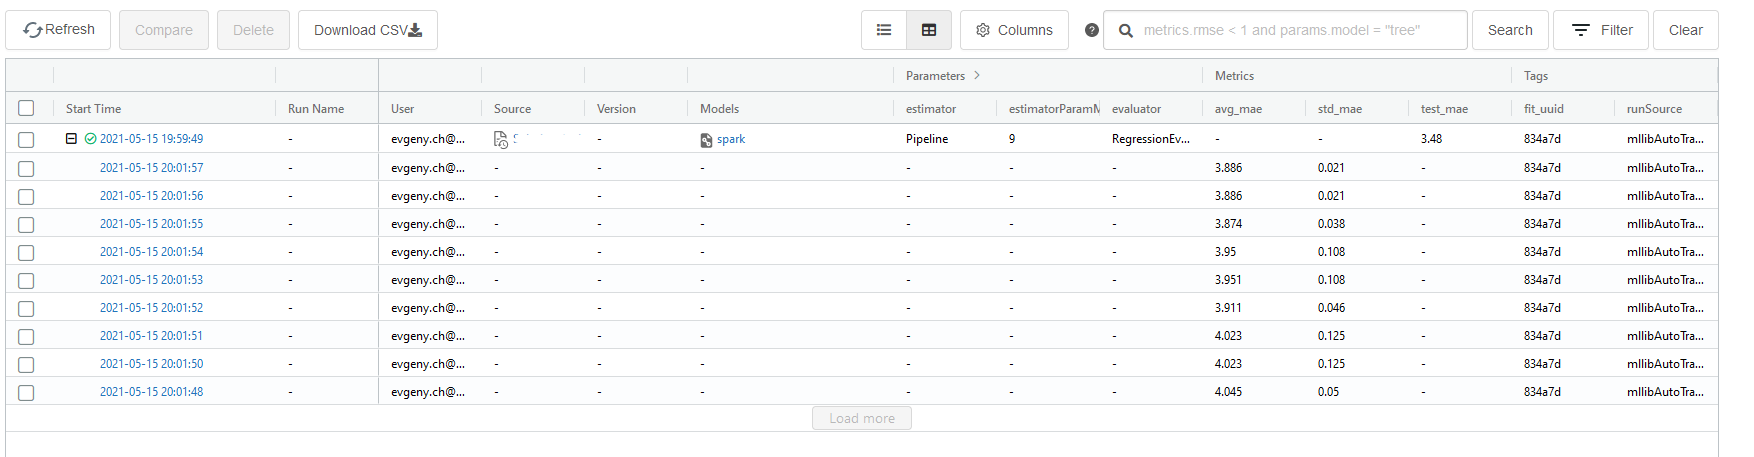 Refresh Compare Delete Download CSV Columns metrics.rmse < 1 and params.model = "tree" Search Filter Clear
Parameters Metrics Tags
Start Time Run Name User Source Version Models estimator estimatorParamM evaluator avg_mae std_mae test_mae fit_uuid runSource
2021-05-15 19:59:49 - evgeny.ch@... - spark Pipeline 9 RegressionEv... - - 3.48 834a7d mllibAutoTra...
2021-05-15 20:01:57 - evgeny.ch@... - - - - - - 3.886 0.021 - 834a7d mllibAutoTra...
2021-05-15 20:01:56 - evgeny.ch@... - - - - - - 3.886 0.021 - 834a7d mllibAutoTra...
2021-05-15 20:01:55 - evgeny.ch@... - - - - - - 3.874 0.038 - 834a7d mllibAutoTra...
2021-05-15 20:01:54 - evgeny.ch@... - - - - - - 3.95 0.108 - 834a7d mllibAutoTra...
2021-05-15 20:01:53 - evgeny.ch@... - - - - - - 3.951 0.108 - 834a7d mllibAutoTra...
2021-05-15 20:01:52 - evgeny.ch@... - - - - - - 3.911 0.046 - 834a7d mllibAutoTra...
2021-05-15 20:01:51 - evgeny.ch@... - - - - - - 4.023 0.125 - 834a7d mllibAutoTra...
2021-05-15 20:01:50 - evgeny.ch@... - - - - - - 4.023 0.125 - 834a7d mllibAutoTra...
2021-05-15 20:01:48 - evgeny.ch@... - - - - - - 4.045 0.05 - 834a7d mllibAutoTra...
Load more